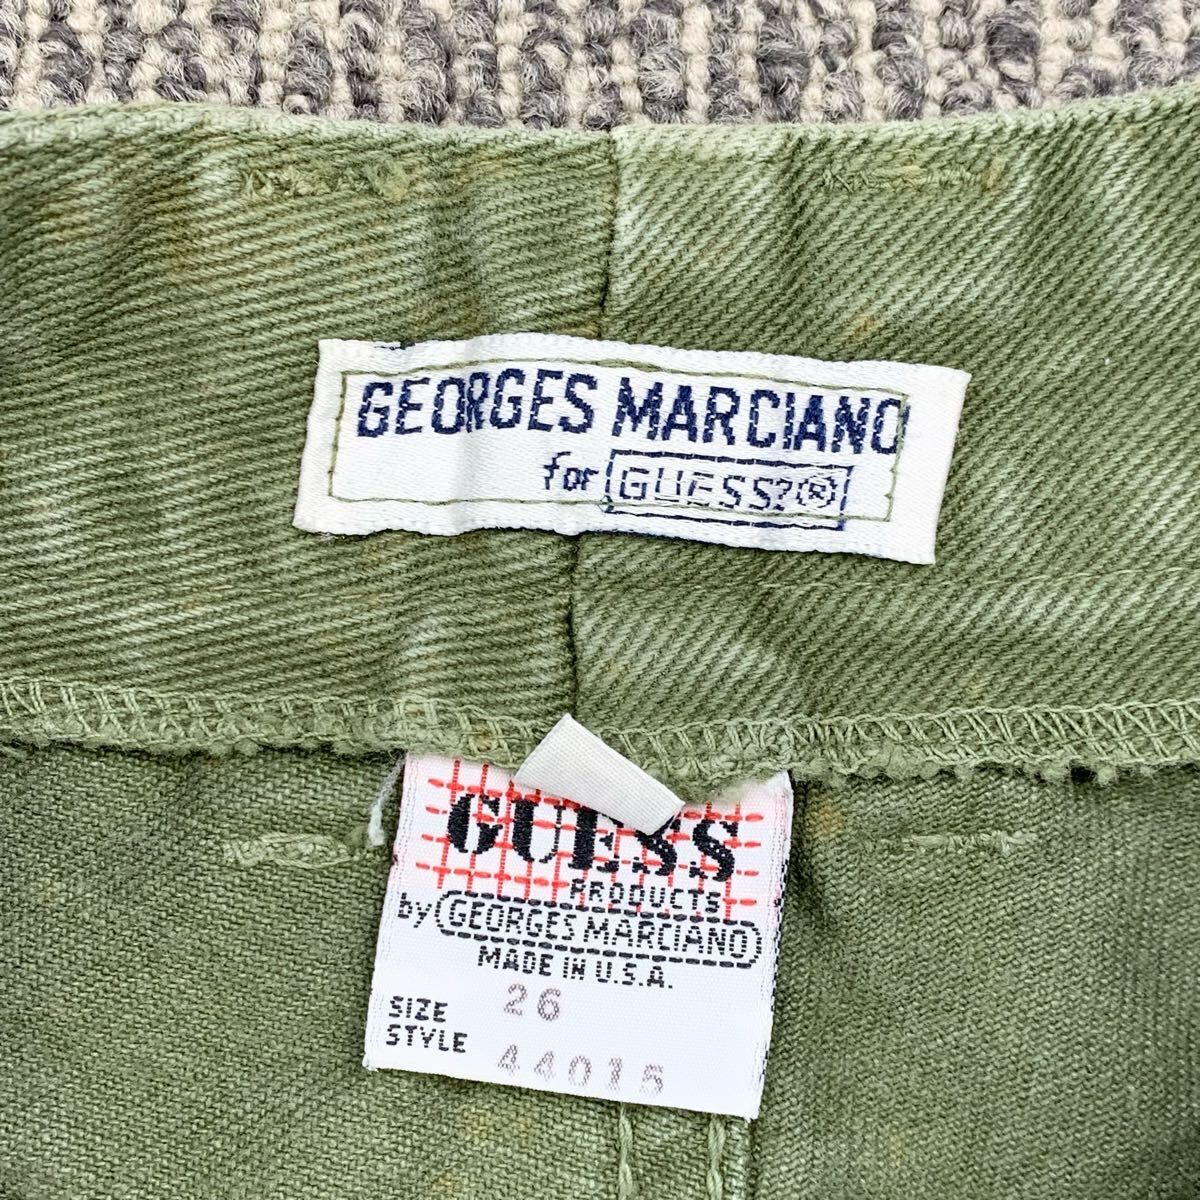 GEORGES MARCIANO
for GUESS?®
GUESS
PRODUCTS
by GEORGES MARCIANO
MADE IN U.S.A.
SIZE 26
STYLE 44015